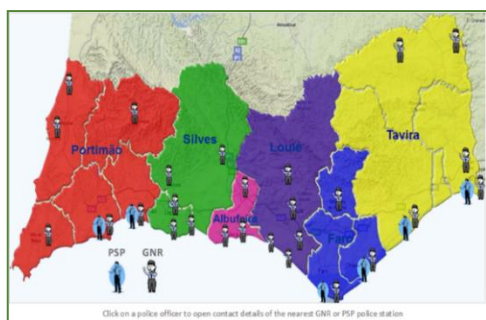 Silves
Loulé
Tavira
Portimão
Albufeira
Faro
PSP
GNR
Click on a police officer to open contact details of the nearest GNR or PSP police station